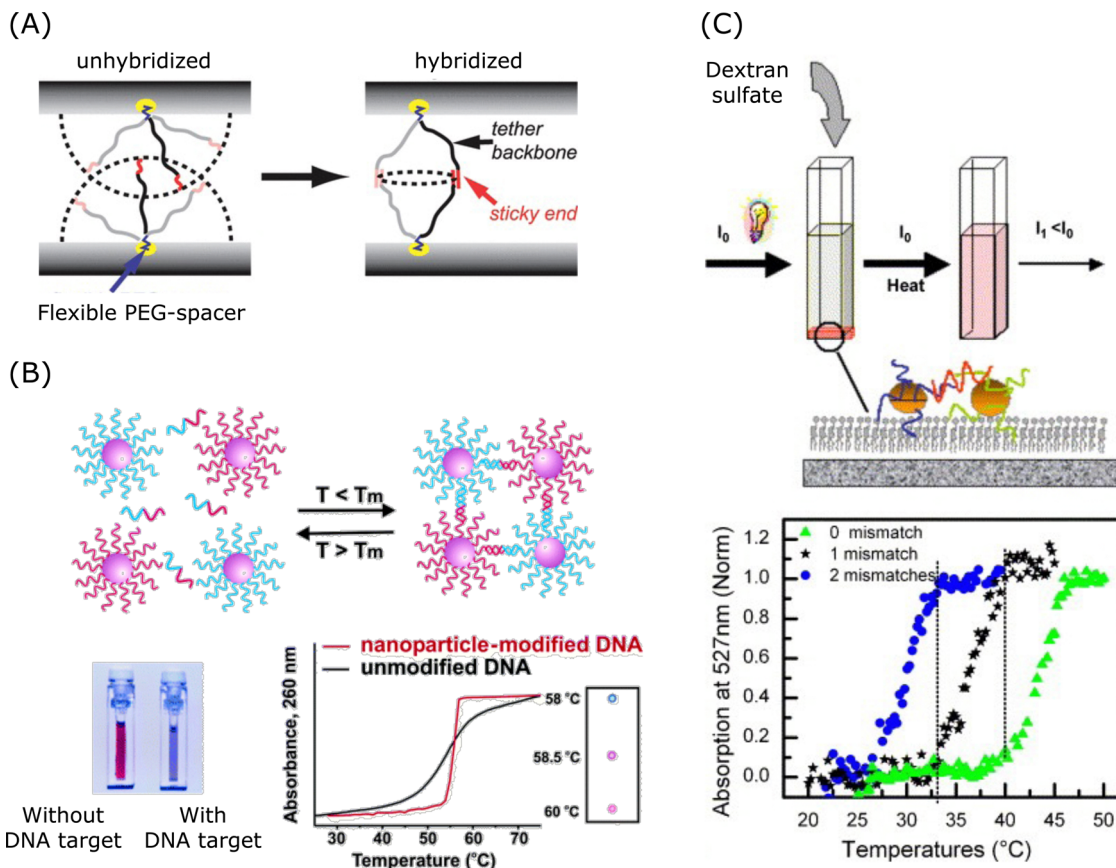 (A)
unhybridized
hybridized
tether
backbone
sticky end
Flexible PEG-spacer
(B)
T < Tm
T > Tm
Without
DNA target
With
DNA target
nanoparticle-modified DNA
unmodified DNA
Absorbance, 260 nm
58 °C
58.5 °C
60 °C
30 40 50 60 70
Temperature (°C)
(C)
Dextran
sulfate
I0
I0
Heat
I1 <I0
0 mismatch
1 mismatch
2 mismatches
Absorption at 527nm (Norm)
1.2
1.0
0.8
0.6
0.4
0.2
0.0
20 25 30 35 40 45 50
Temperatures (°C)